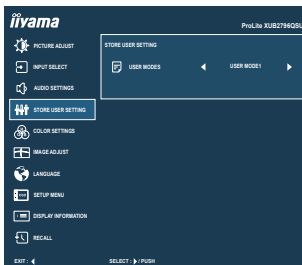 iiyama
ProLite XUB2796QSU
PICTURE ADJUST
STORE USER SETTING
INPUT SELECT
USER MODES
USER MODE1
AUDIO SETTINGS
STORE USER SETTING
COLOR SETTINGS
IMAGE ADJUST
LANGUAGE
SETUP MENU
DISPLAY INFORMATION
RECALL
EXIT :
SELECT : / PUSH